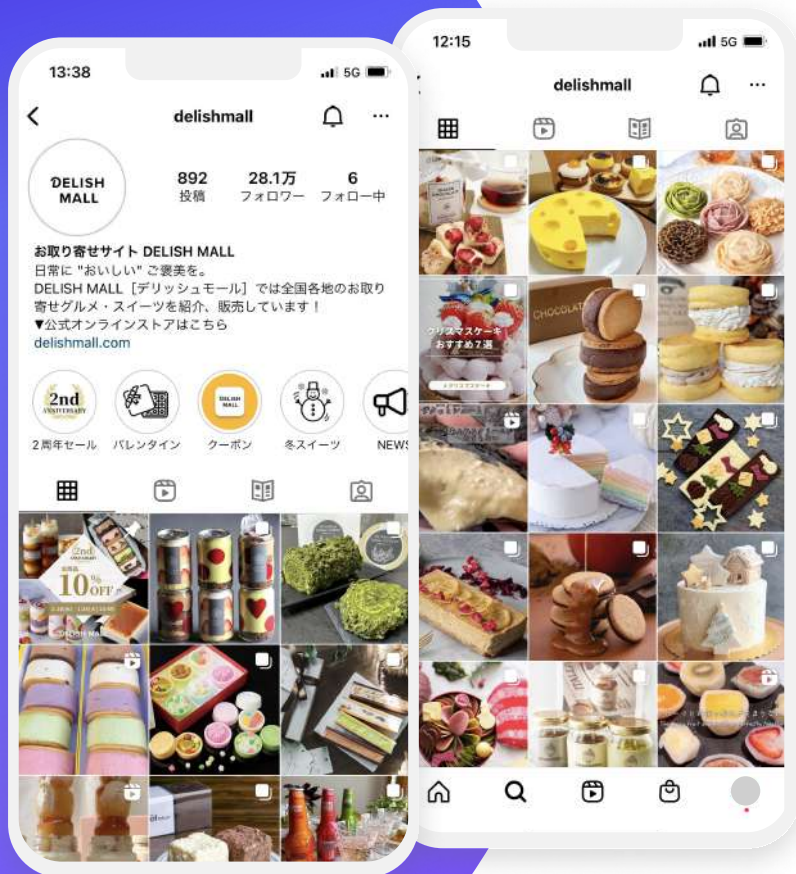 13:38
5G
delishmall
DELISH
MALL
892
投稿
28.1万
フォロワー
6
フォロー中
お取り寄せサイト DELISH MALL
日常に "おいしい" ご褒美を。
DELISH MALL［デリッシュモール］では全国各地のお取り
寄せグルメ・スイーツを紹介、販売しています！
▼公式オンラインストアはこちら
delishmall.com
2nd
ANNIVERSARY
DELISH
MALL
2周年セール
バレンタイン
クーポン
冬スイーツ
NEWS
2nd
10%
OFF
DELISH MALL
12:15
5G
delishmall
CHOCOLAT
クリスマスケーキ
おすすめ7選